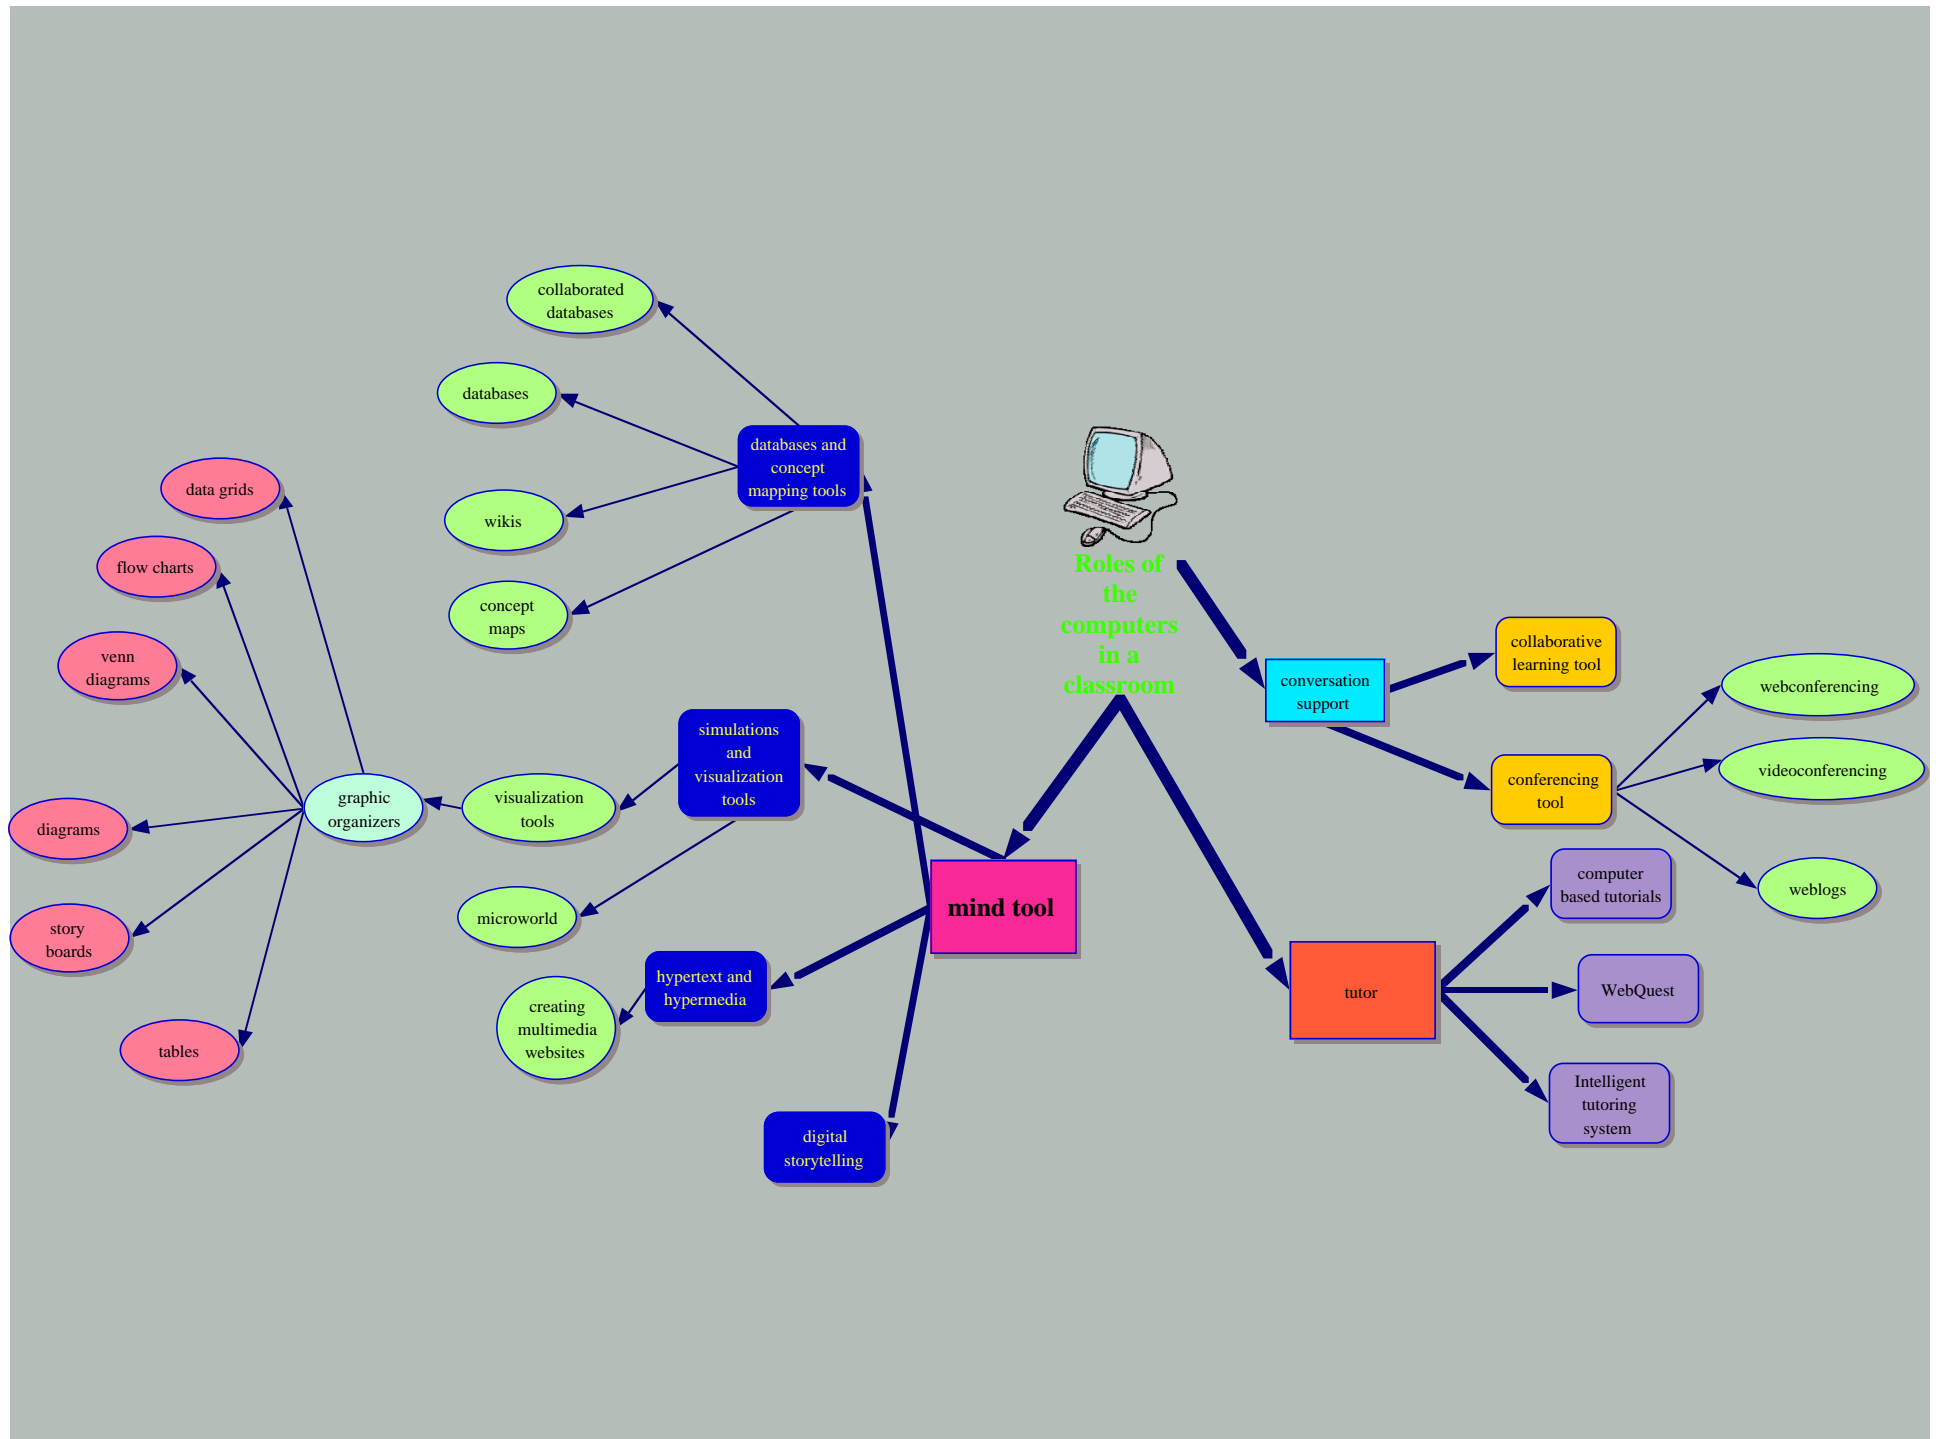 collaborated
databases
databases
wikis
concept
maps
databases and
concept
mapping tools
data grids
flow charts
venn
diagrams
diagrams
story
boards
tables
graphic
organizers
visualization
tools
microworld
simulations
and
visualization
tools
hypertext and
hypermedia
creating
multimedia
websites
digital
storytelling
mind tool
Roles of
the
computers
in a
classroom
conversation
support
collaborative
learning tool
conferencing
tool
webconferencing
videoconferencing
weblogs
tutor
computer
based tutorials
WebQuest
Intelligent
tutoring
system